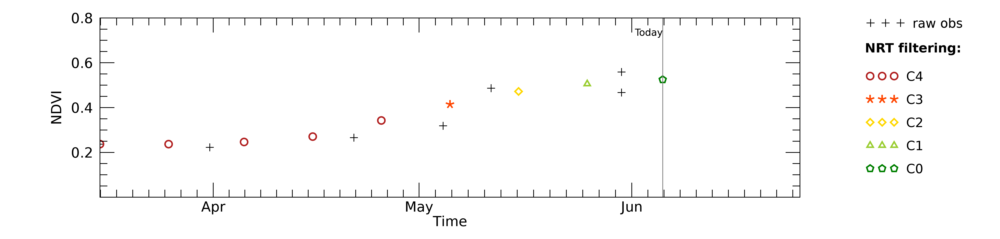 0.8
0.6
0.4
0.2
NDVI
Today
Apr
May
Jun
Time
raw obs
NRT filtering:
C4
C3
C2
C1
C0